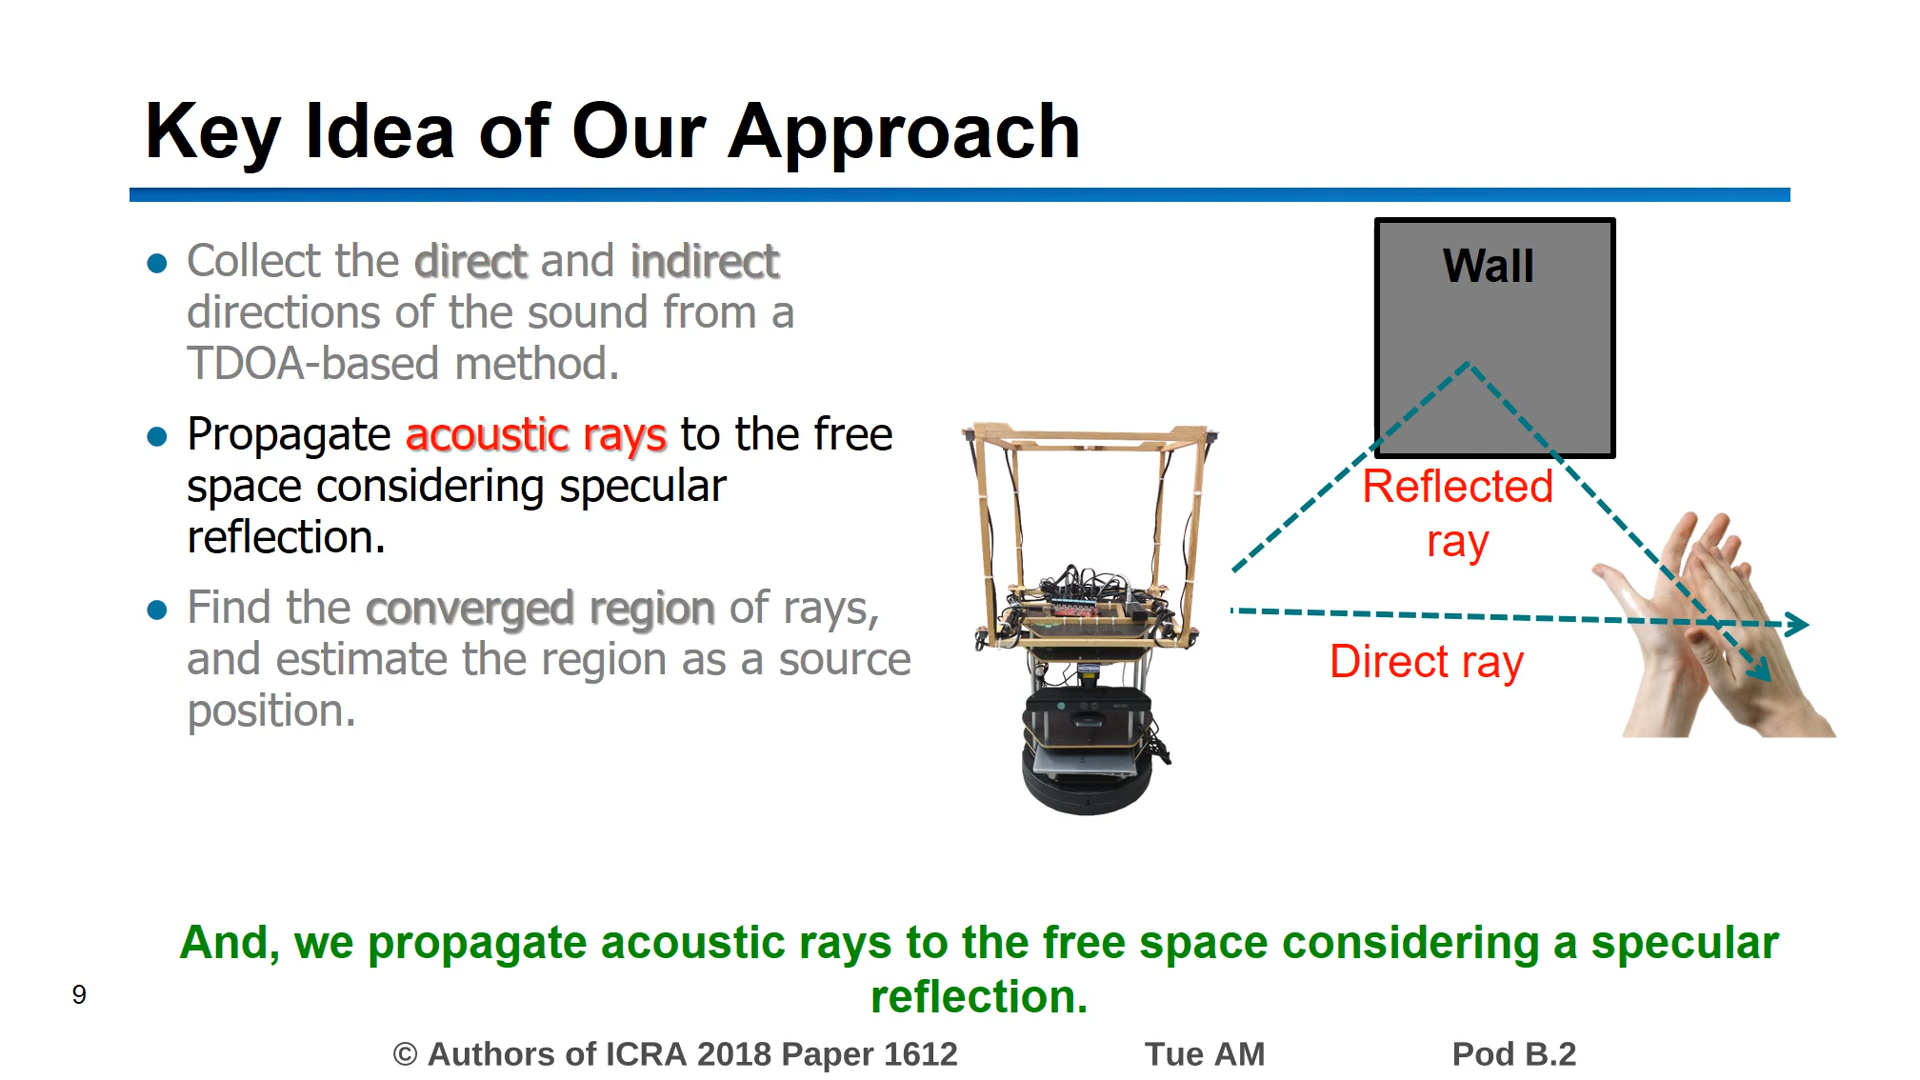 Key Idea of Our Approach
Collect the direct and indirect
directions of the sound from a
TDOA-based method.
Propagate acoustic rays to the free
space considering specular
reflection.
Find the converged region of rays,
and estimate the region as a source
position.
Wall
Reflected
ray
Direct ray
And, we propagate acoustic rays to the free space considering a specular
reflection.
9
© Authors of ICRA 2018 Paper 1612 Tue AM Pod B.2